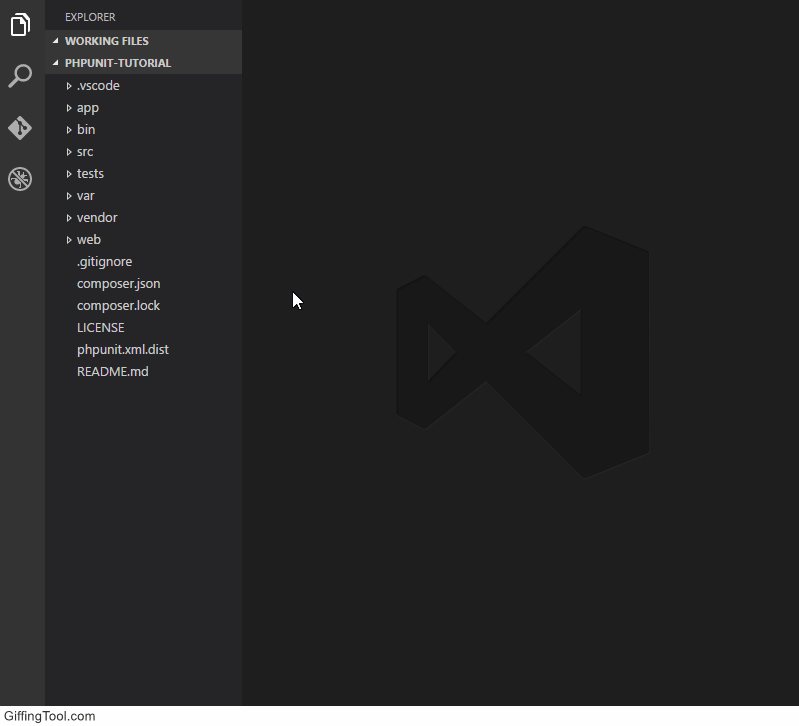 EXPLORER
WORKING FILES
PHPUNIT-TUTORIAL
.vscode
app
bin
src
tests
var
vendor
web
.gitignore
composer.json
composer.lock
LICENSE
phpunit.xml.dist
README.md
GiffingTool.com